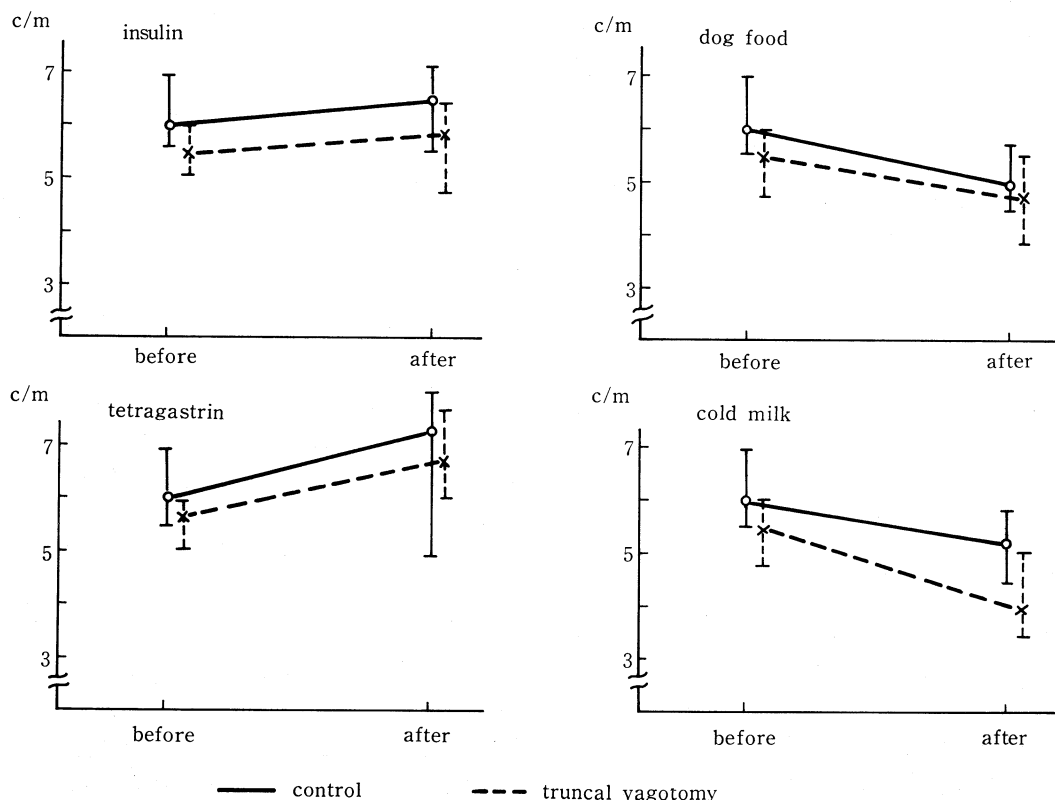 c/m
insulin
7
5
3
before after
c/m
dog food
7
5
3
before after
c/m
tetragastrin
7
5
3
before after
c/m
cold milk
7
5
3
before after
control truncal vagotomy